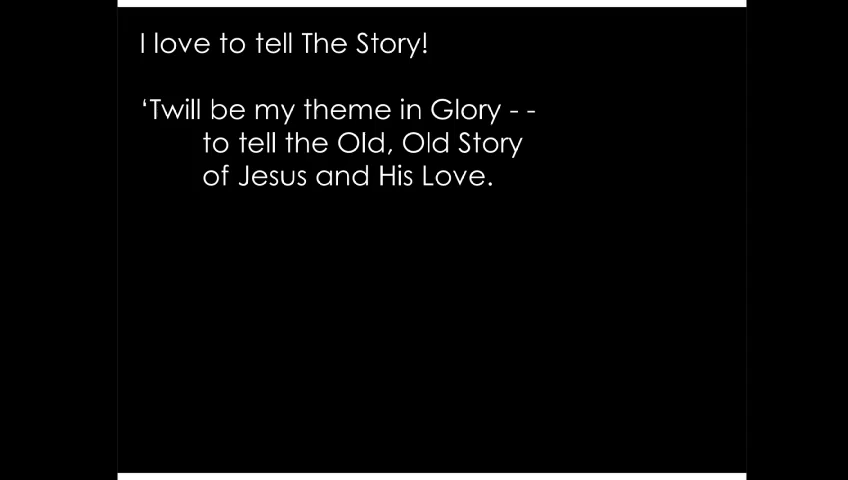 I love to tell The Story!
‘Twill be my theme in Glory - -
to tell the Old, Old Story
of Jesus and His Love.